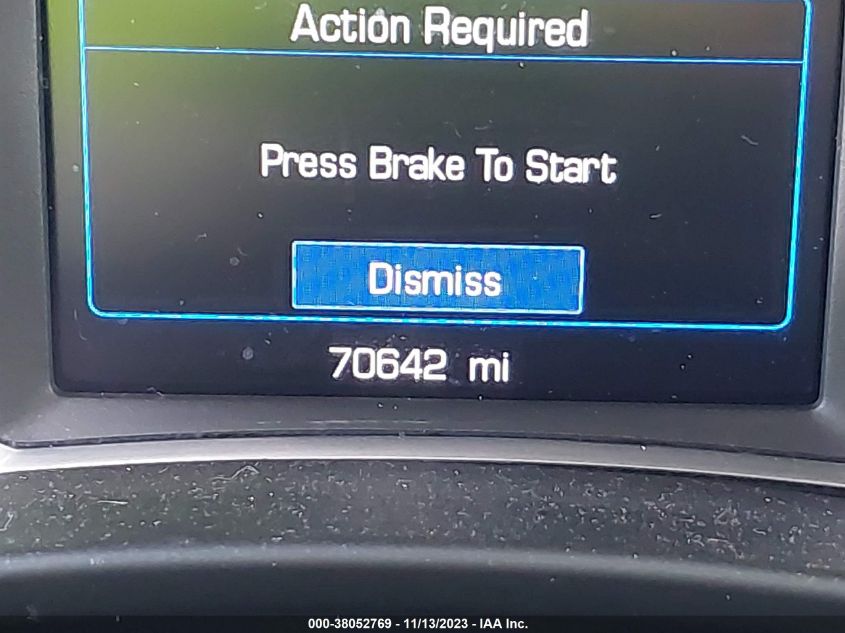 Action Required
Press Brake To Start
Dismiss
70642 mi
000-38052769 - 11/13/2023 - IAA Inc.